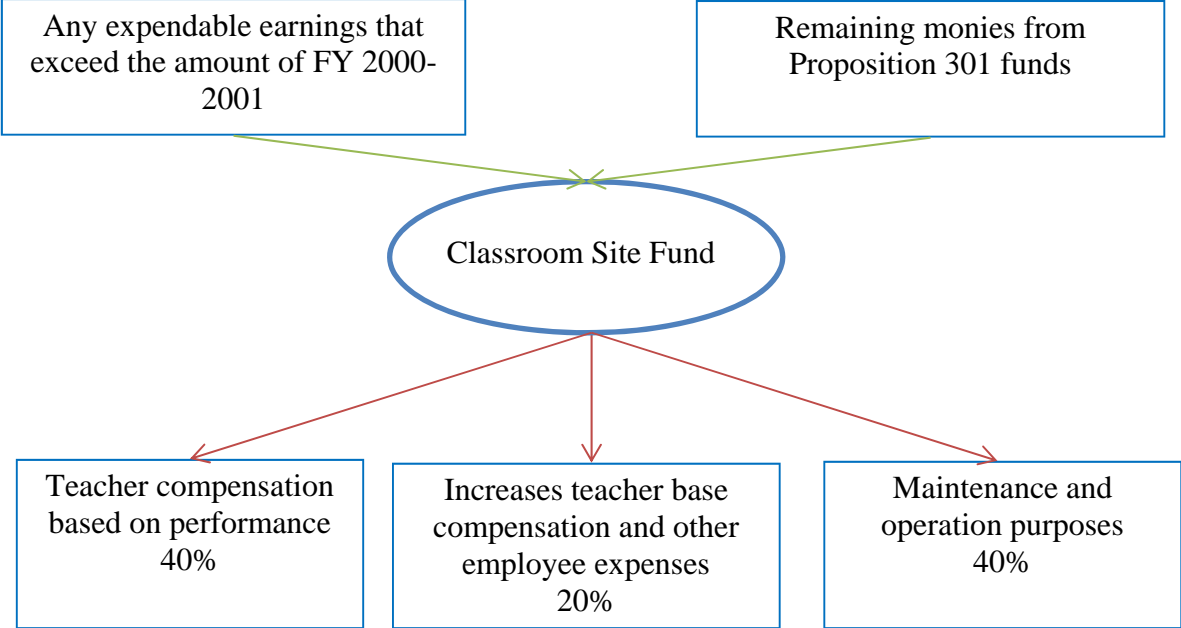 Any expendable earnings that
exceed the amount of FY 2000-
2001
Remaining monies from
Proposition 301 funds
Classroom Site Fund
Teacher compensation
based on performance
40%
Increases teacher base
compensation and other
employee expenses
20%
Maintenance and
operation purposes
40%